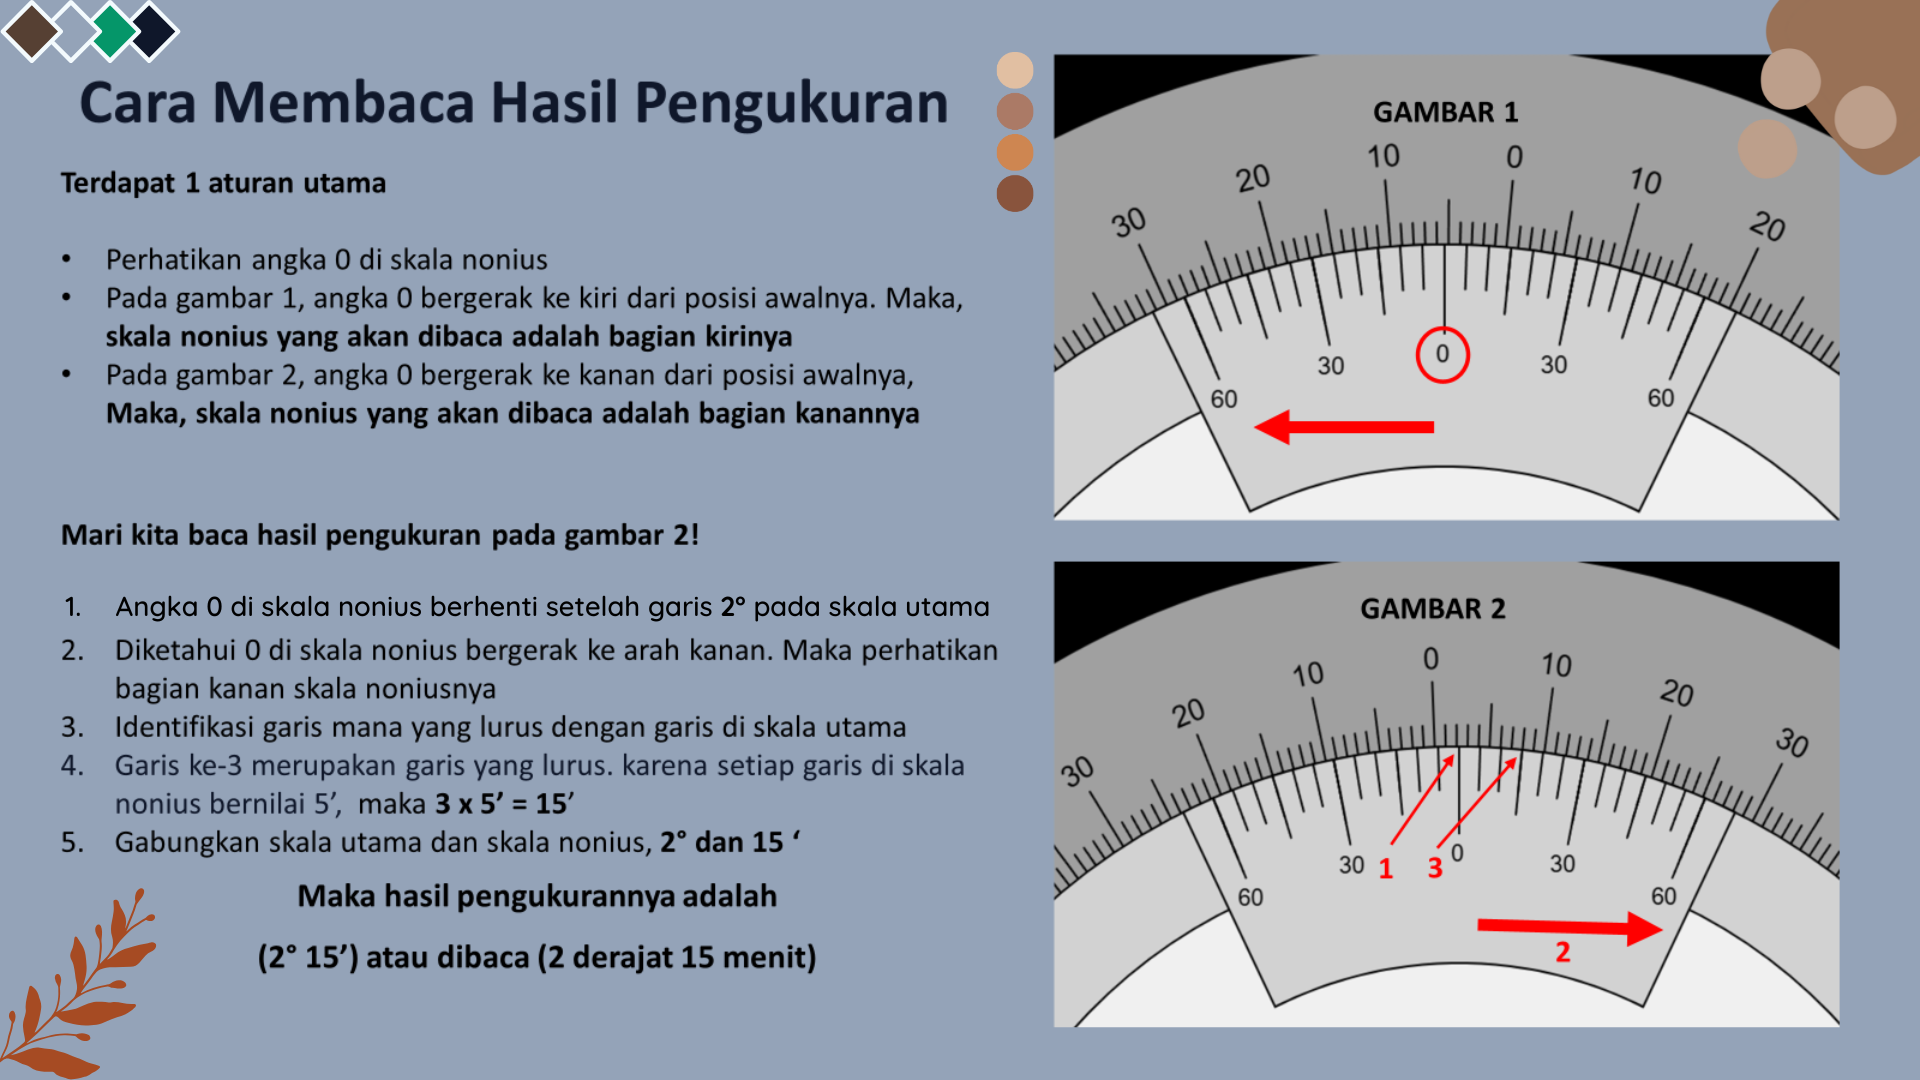 Cara Membaca Hasil Pengukuran
Terdapat 1 aturan utama
• Perhatikan angka 0 di skala nonius
• Pada gambar 1, angka 0 bergerak ke kiri dari posisi awalnya. Maka,
skala nonius yang akan dibaca adalah bagian kirinya
• Pada gambar 2, angka 0 bergerak ke kanan dari posisi awalnya,
Maka, skala nonius yang akan dibaca adalah bagian kanannya
Mari kita baca hasil pengukuran pada gambar 2!
1. Angka 0 di skala nonius berhenti setelah garis 2° pada skala utama
2. Diketahui 0 di skala nonius bergerak ke arah kanan. Maka perhatikan
bagian kanan skala noniusnya
3. Identifikasi garis mana yang lurus dengan garis di skala utama
4. Garis ke-3 merupakan garis yang lurus. karena setiap garis di skala
nonius bernilai 5’, maka 3 x 5’ = 15’
5. Gabungkan skala utama dan skala nonius, 2° dan 15 ‘
Maka hasil pengukurannya adalah
(2° 15’) atau dibaca (2 derajat 15 menit)
GAMBAR 1
30 20 10 0 10 20
60 30 0 30 60
GAMBAR 2
30 20 10 0 10 20 30
60 30 1 3 0 30 60
2